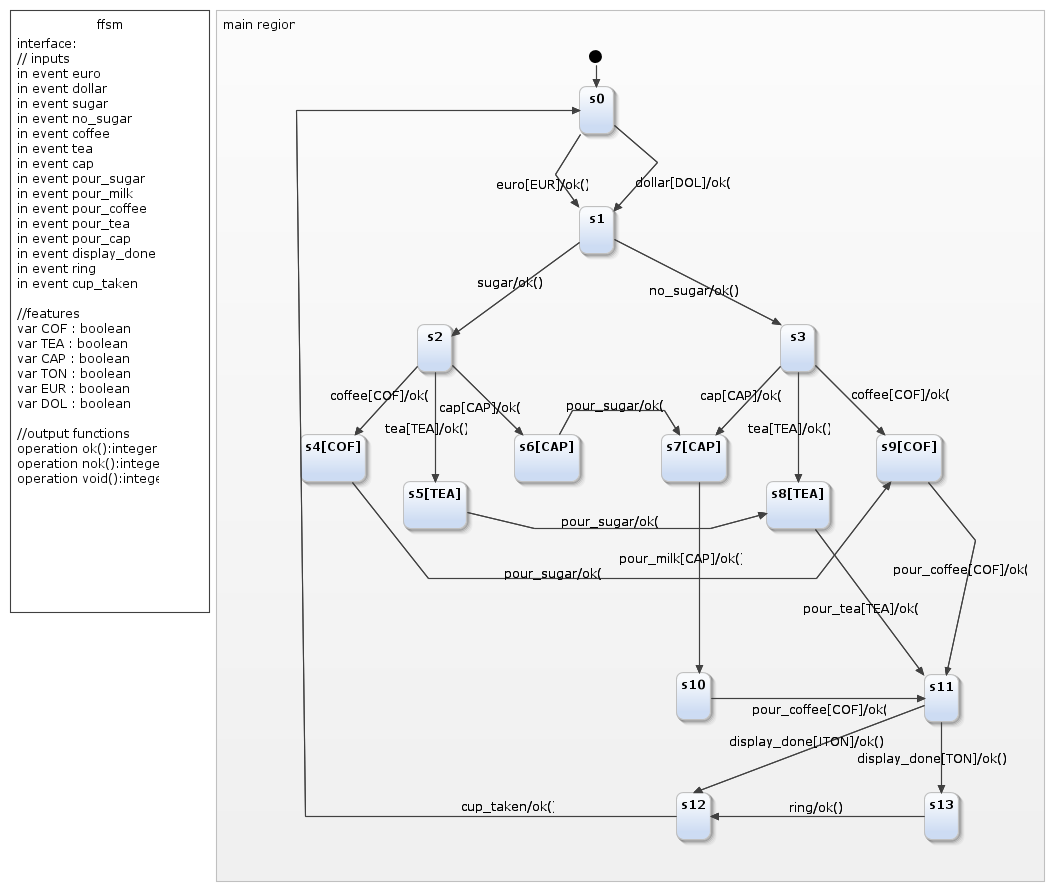 ffsm
interface:
// inputs
in event euro
in event dollar
in event sugar
in event no_sugar
in event coffee
in event tea
in event cap
in event pour_sugar
in event pour_milk
in event pour_coffee
in event pour_tea
in event pour_cap
in event display_done
in event ring
in event cup_taken
//features
var COF : boolean
var TEA : boolean
var CAP : boolean
var TON : boolean
var EUR : boolean
var DOL : boolean
//output functions
operation ok():integer
operation nok():intege
operation void():intege
main region
s0
euro[EUR]/ok()
dollar[DOL]/ok(
s1
sugar/ok()
no_sugar/ok()
s2
s3
coffee[COF]/ok(
cap[CAP]/ok(
tea[TEA]/ok()
pour_sugar/ok(
cap[CAP]/ok(
tea[TEA]/ok()
coffee[COF]/ok(
s4[COF]
s6[CAP]
s7[CAP]
s9[COF]
s5[TEA]
s8[TEA]
pour_sugar/ok(
pour_milk[CAP]/ok()
pour_sugar/ok(
pour_coffee[COF]/ok(
pour_tea[TEA]/ok(
s10
s11
pour_coffee[COF]/ok(
display_done[!TON]/ok()
display_done[TON]/ok()
s12
s13
cup_taken/ok()
ring/ok()